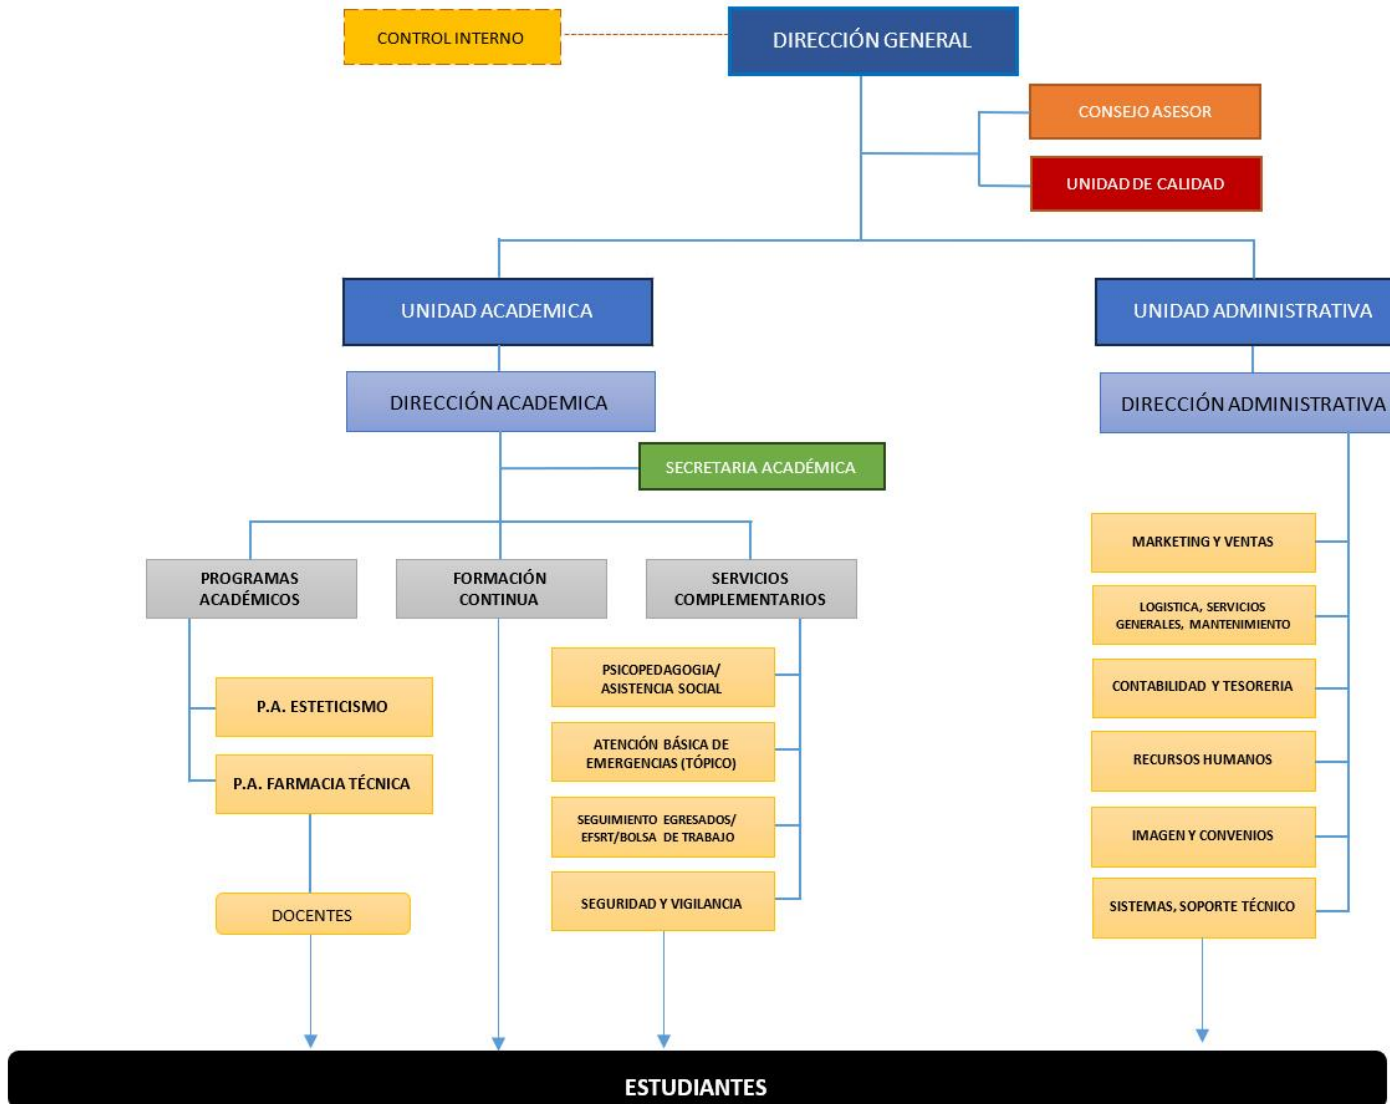 CONTROL INTERNO
DIRECCIÓN GENERAL
CONSEJO ASESOR
UNIDAD DE CALIDAD
UNIDAD ACADEMICA
UNIDAD ADMINISTRATIVA
DIRECCIÓN ACADEMICA
DIRECCIÓN ADMINISTRATIVA
SECRETARIA ACADÉMICA
PROGRAMAS
ACADÉMICOS
FORMACIÓN
CONTINUA
SERVICIOS
COMPLEMENTARIOS
P.A. ESTETICISMO
P.A. FARMACIA TÉCNICA
DOCENTES
PSICOPEDAGOGIA/
ASISTENCIA SOCIAL
ATENCIÓN BÁSICA DE
EMERGENCIAS (TÓPICO)
SEGUIMIENTO EGRESADOS/
EFSRT/BOLSA DE TRABAJO
SEGURIDAD Y VIGILANCIA
MARKETING Y VENTAS
LOGISTICA, SERVICIOS
GENERALES, MANTENIMIENTO
CONTABILIDAD Y TESORERIA
RECURSOS HUMANOS
IMAGEN Y CONVENIOS
SISTEMAS, SOPORTE TÉCNICO
ESTUDIANTES